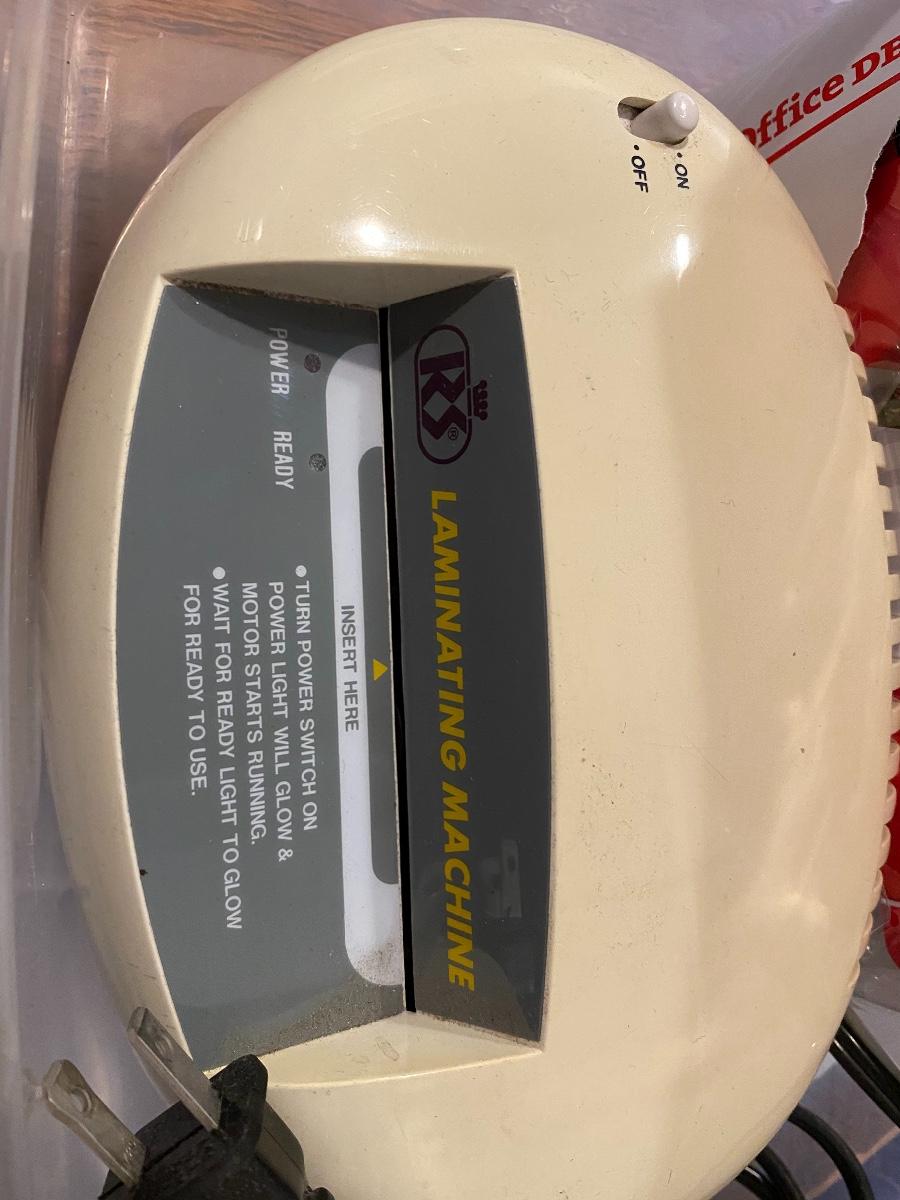 Office DE
OFF
ON
KS®
LAMINATING MACHINE
INSERT HERE
POWER READY
• TURN POWER SWITCH ON
POWER LIGHT WILL GLOW &
MOTOR STARTS RUNNING.
• WAIT FOR READY LIGHT TO GLOW
FOR READY TO USE.